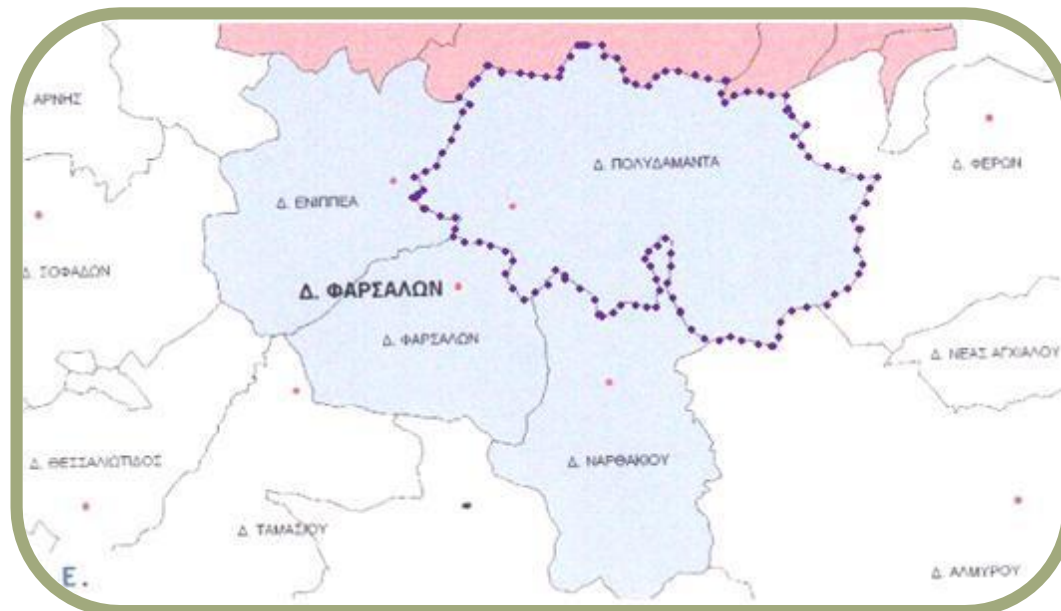 ΑΡΝΗΣ
Δ. ΠΟΛΥΔΑΜΑΝΤΑ
Δ. ΦΕΡΩΝ
Δ. ΕΝΙΠΠΕΑ
Δ. ΣΟΦΑΔΩΝ
Δ. ΦΑΡΣΑΛΩΝ
Δ. ΦΑΡΣΑΛΩΝ
Δ. ΝΕΑΣ ΑΓΧΙΑΛΟΥ
Δ. ΘΕΣΣΑΛΙΩΤΙΔΟΣ
Δ. ΝΑΡΘΑΚΙΟΥ
Δ. ΤΑΜΑΣΙΟΥ
Δ. ΑΛΜΥΡΟΥ
Ε.